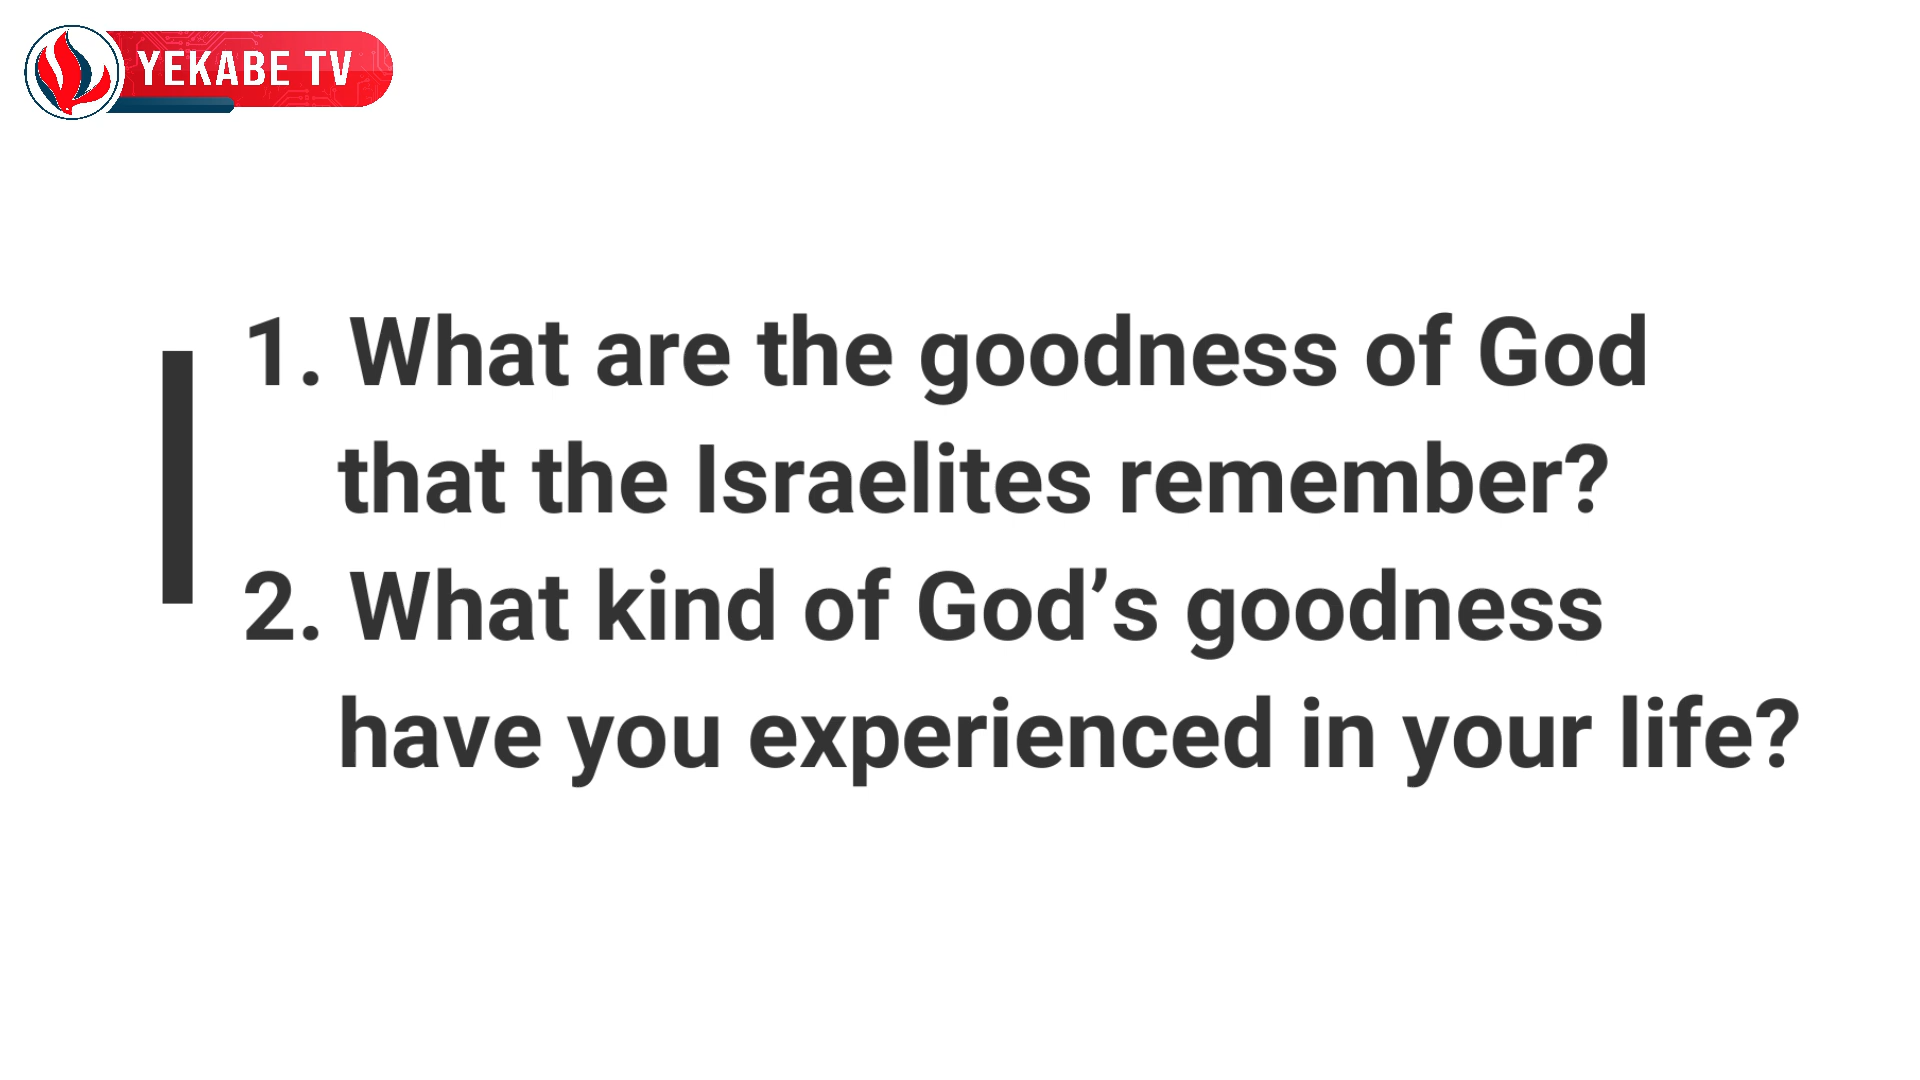 YEKABE TV
1. What are the goodness of God
that the Israelites remember?
2. What kind of God’s goodness
have you experienced in your life?